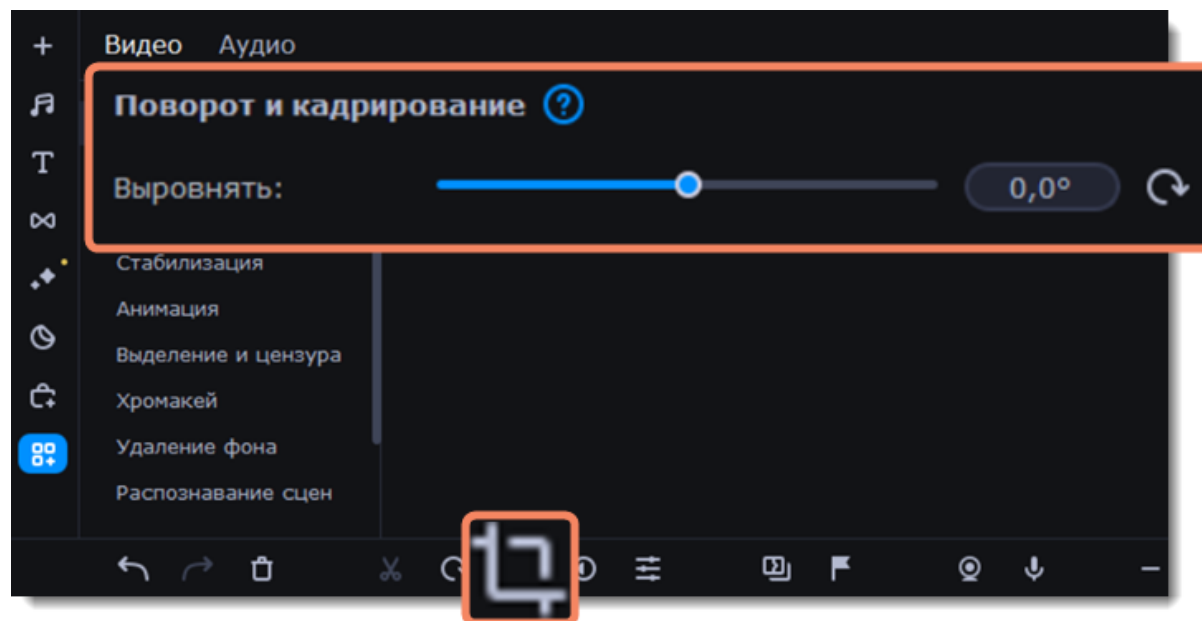 Видео Аудио
Поворот и кадрирование ?
Выровнять: 0,0°
Стабилизация
Анимация
Выделение и цензура
Хромакей
Удаление фона
Распознавание сцен